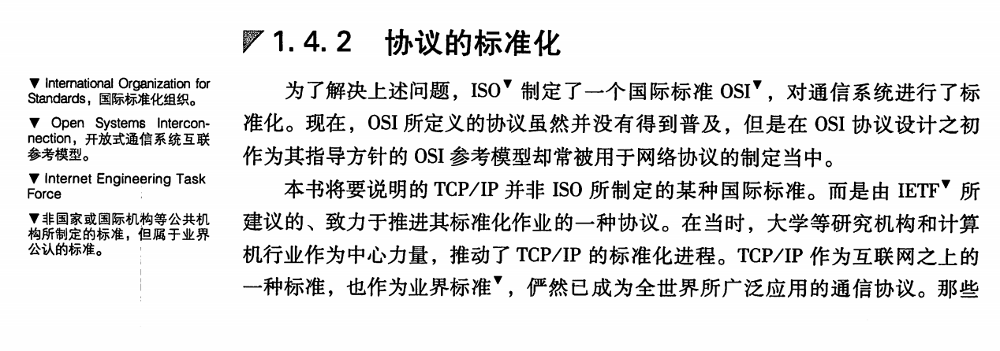 1.4.2 协议的标准化
为了解决上述问题，ISO▼ 制定了一个国际标准 OSI▼，对通信系统进行了标
准化。现在，OSI 所定义的协议虽然并没有得到普及，但是在 OSI 协议设计之初
作为其指导方针的 OSI 参考模型却常被用于网络协议的制定当中。
本书将要说明的 TCP/IP 并非 ISO 所制定的某种国际标准。而是由 IETF▼ 所
建议的、致力于推进其标准化作业的一种协议。在当时，大学等研究机构和计算
机行业作为中心力量，推动了 TCP/IP 的标准化进程。TCP/IP 作为互联网之上的
一种标准，也作为业界标准▼，俨然已成为全世界所广泛应用的通信协议。那些
▼ International Organization for
Standards，国际标准化组织。
▼ Open Systems Intercon-
nection，开放式通信系统互联
参考模型。
▼ Internet Engineering Task
Force
▼非国家或国际机构等公共机
构所制定的标准，但属于业界
公认的标准。